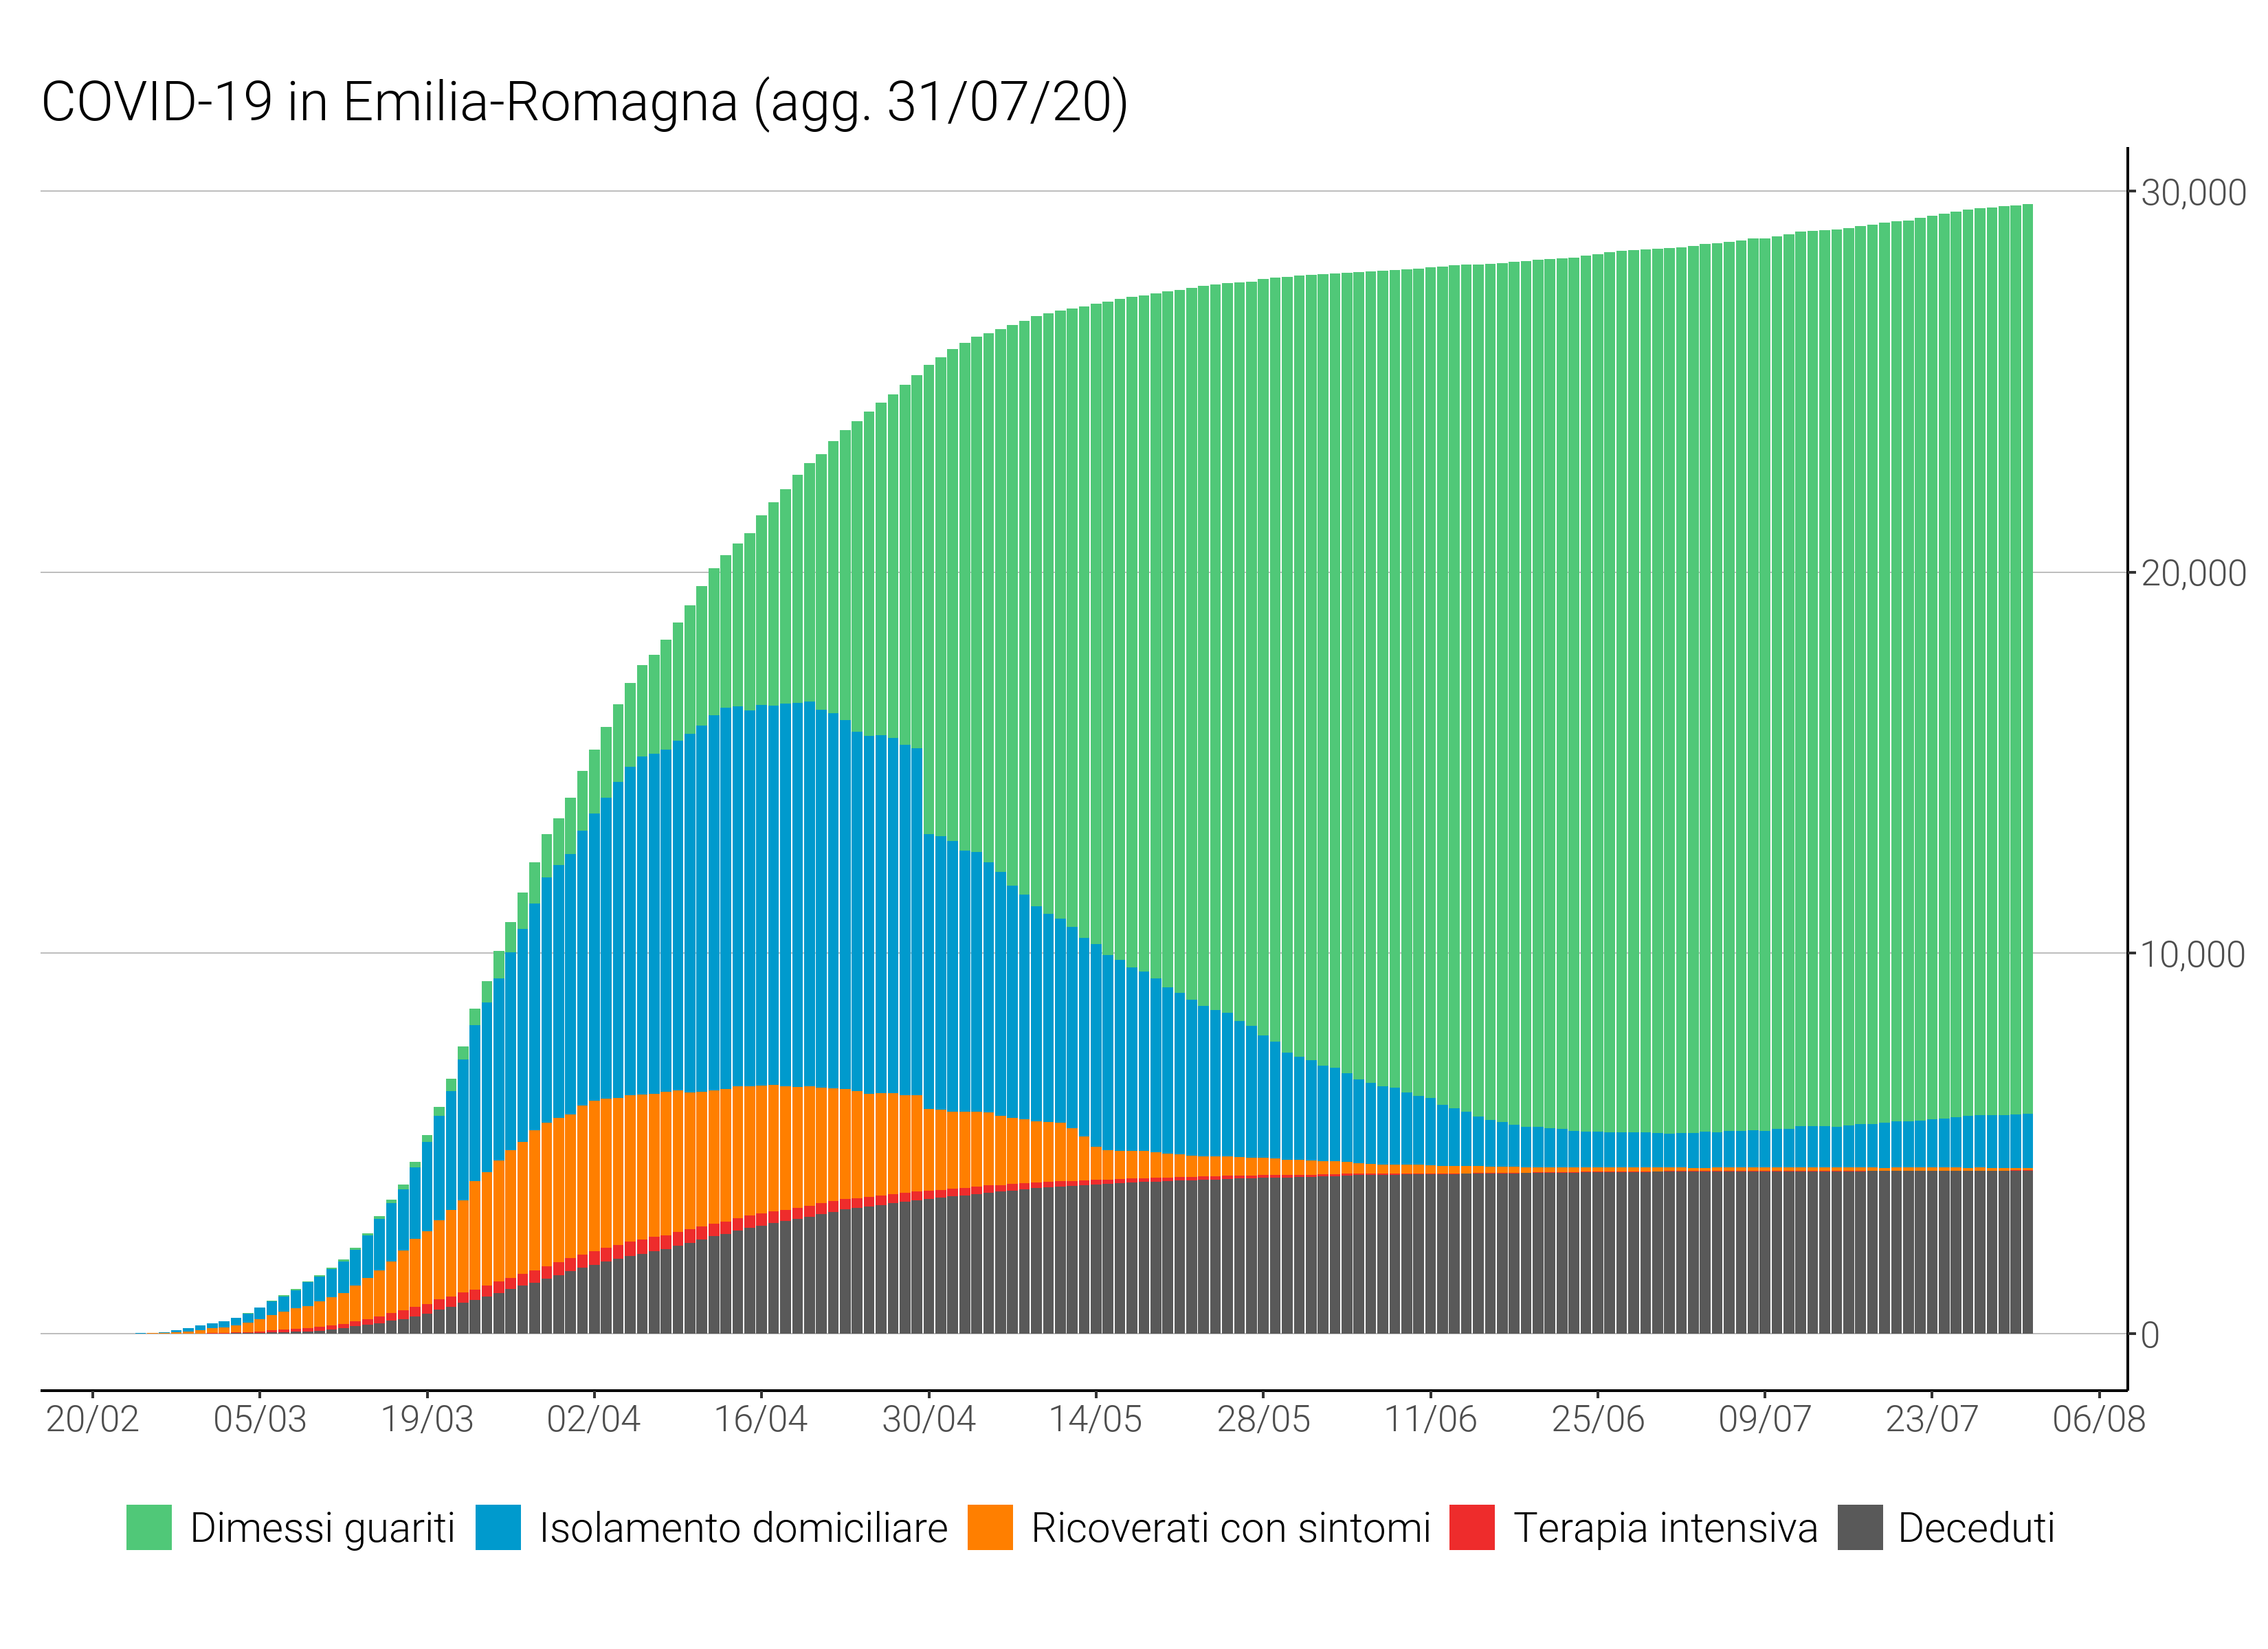 COVID-19 in Emilia-Romagna (agg. 31/07/20)
30,000
20,000
10,000
0
20/02 05/03 19/03 02/04 16/04 30/04 14/05 28/05 11/06 25/06 09/07 23/07 06/08
Dimessi guariti Isolamento domiciliare Ricoverati con sintomi Terapia intensiva Deceduti